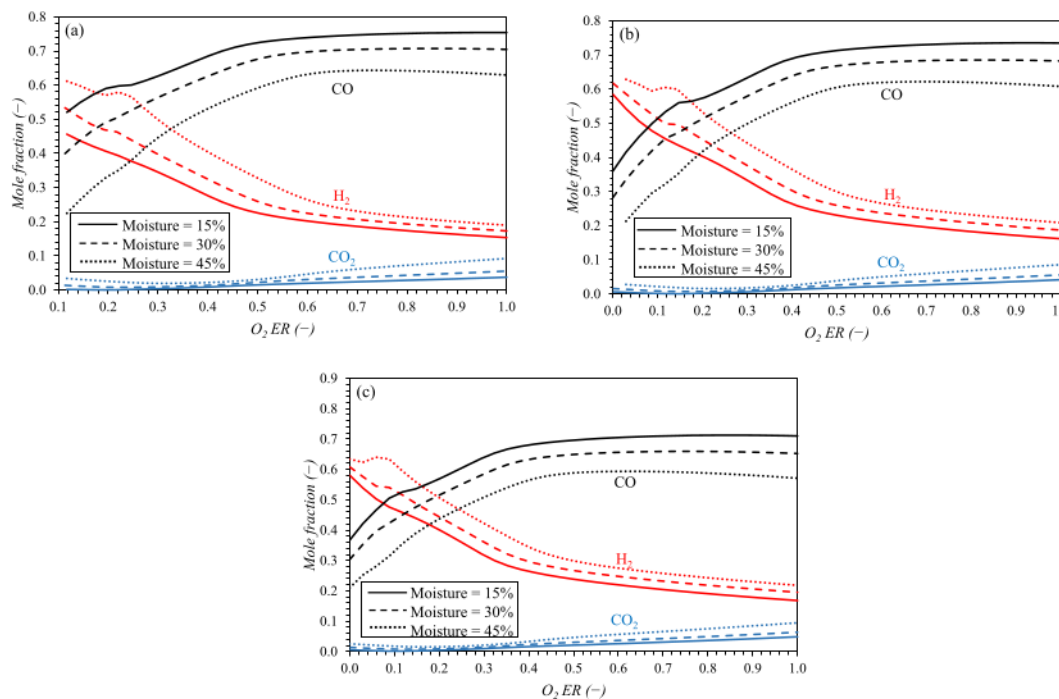 (a)
Mole fraction (−)
0.8
0.7
0.6
0.5
0.4
0.3
0.2
0.1
0.0
CO
H2
CO2
Moisture = 15%
Moisture = 30%
Moisture = 45%
0.1 0.2 0.3 0.4 0.5 0.6 0.7 0.8 0.9 1.0
O2 ER (−)
(b)
Mole fraction (−)
0.8
0.7
0.6
0.5
0.4
0.3
0.2
0.1
0.0
CO
H2
CO2
Moisture = 15%
Moisture = 30%
Moisture = 45%
0.0 0.1 0.2 0.3 0.4 0.5 0.6 0.7 0.8 0.9 1.0
O2 ER (−)
(c)
Mole fraction (−)
0.9
0.8
0.7
0.6
0.5
0.4
0.3
0.2
0.1
0.0
CO
H2
CO2
Moisture = 15%
Moisture = 30%
Moisture = 45%
0.0 0.1 0.2 0.3 0.4 0.5 0.6 0.7 0.8 0.9 1.0
O2 ER (−)